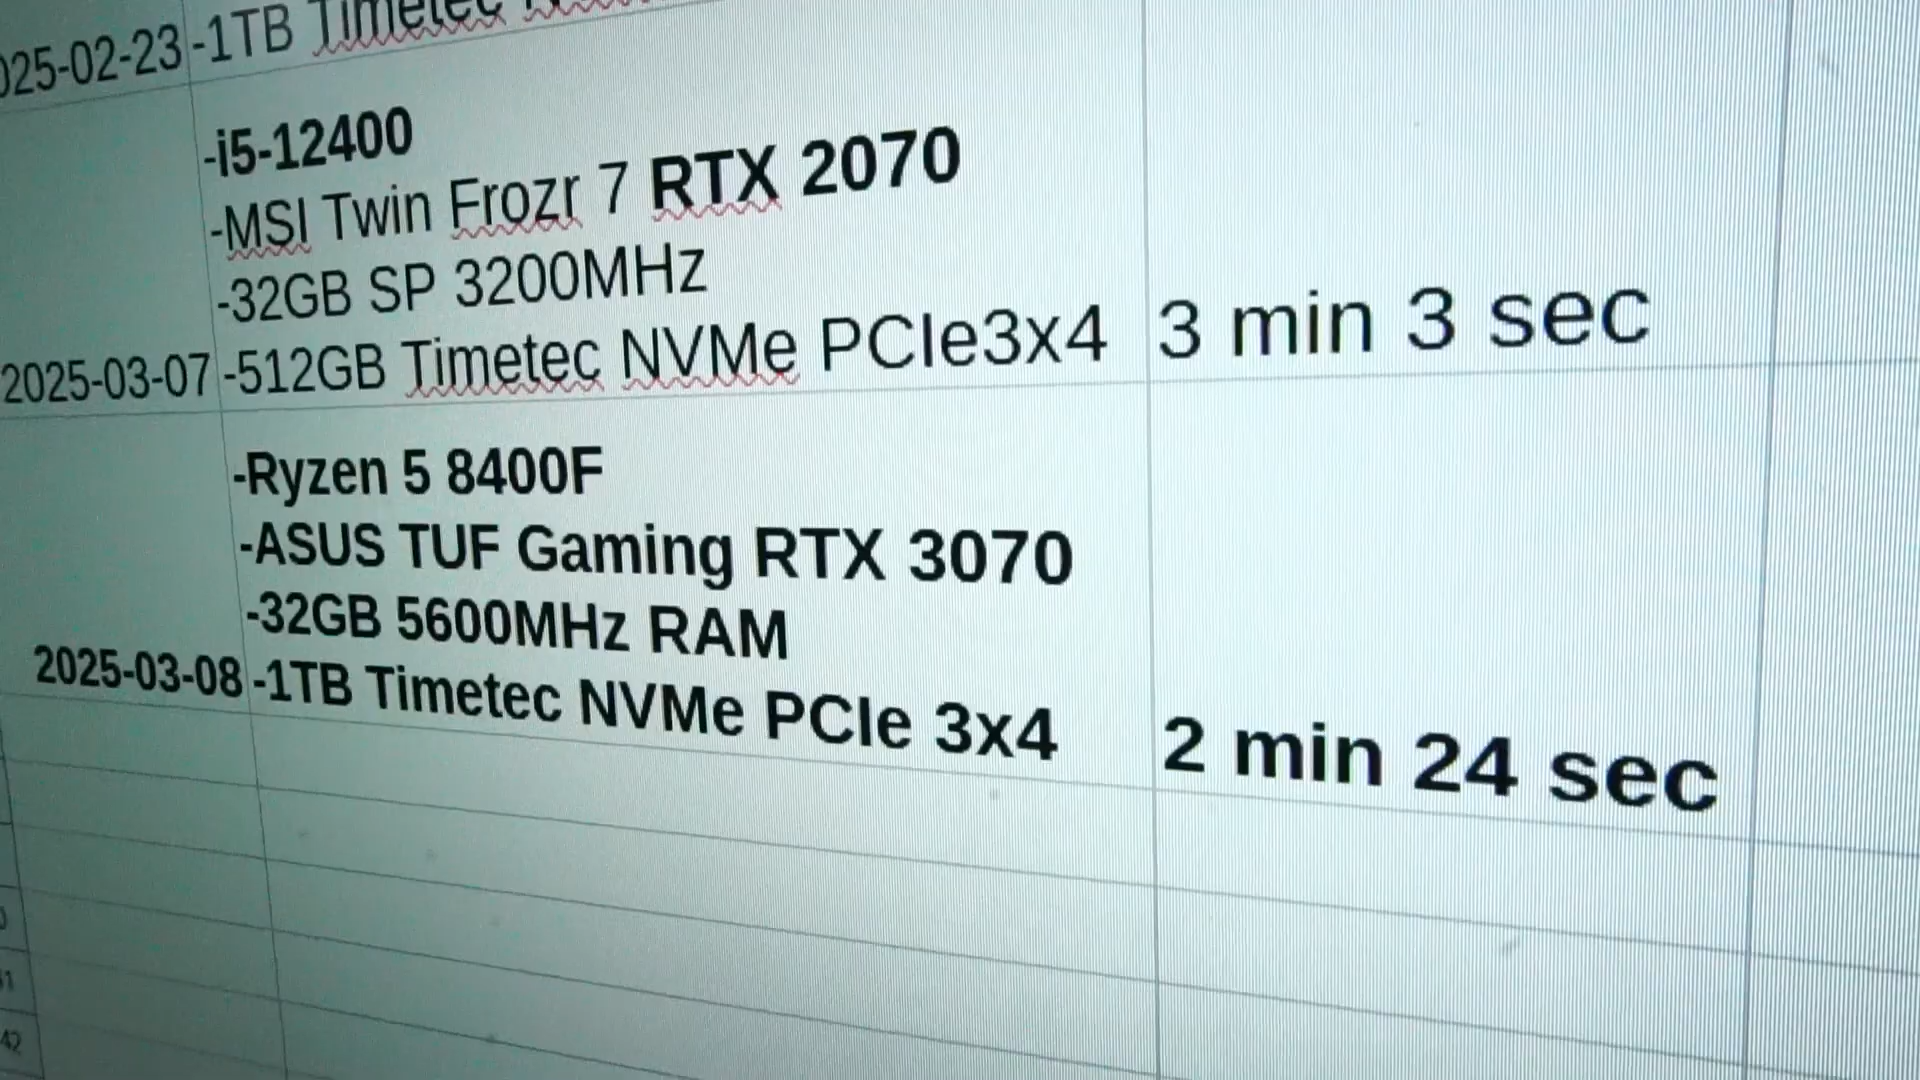 025-02-23 -1TB Timetec
-i5-12400
-MSI Twin Frozr 7 RTX 2070
-32GB SP 3200MHz
2025-03-07 -512GB Timetec NVMe PCIe3x4 3 min 3 sec
-Ryzen 5 8400F
-ASUS TUF Gaming RTX 3070
-32GB 5600MHz RAM
2025-03-08 -1TB Timetec NVMe PCIe 3x4 2 min 24 sec
42